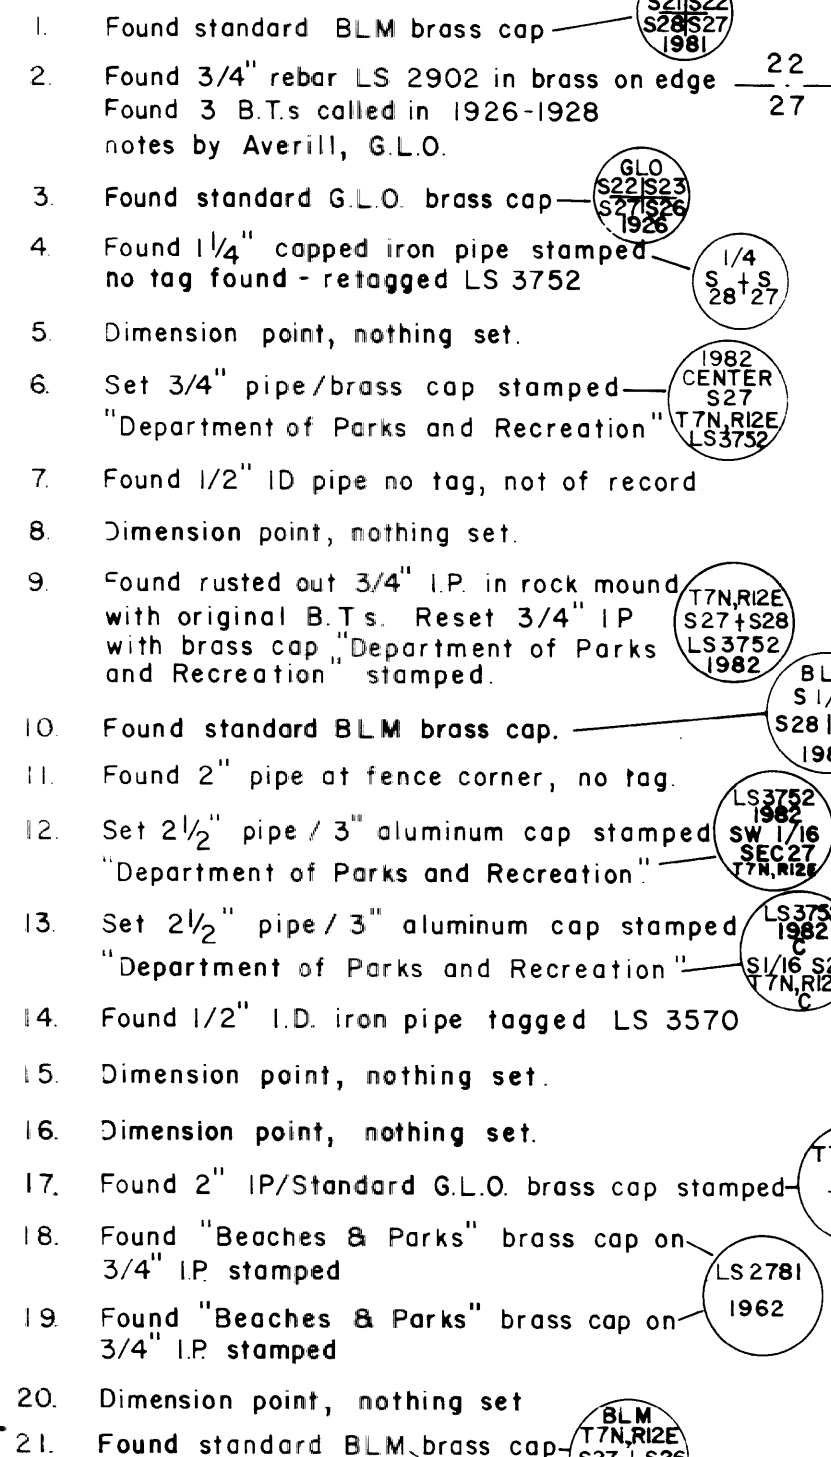 S21|S22
S28|S27
1981
1. Found standard BLM brass cap
2. Found 3/4" rebar LS 2902 in brass on edge
22
27
Found 3 B.T.s called in 1926-1928
notes by Averill, G.L.O.
GLO
S22|S23
S27|S26
1926
3. Found standard G.L.O. brass cap
4. Found 1 1/4" capped iron pipe stamped
no tag found - retagged LS 3752
1/4
S + S
28 27
5. Dimension point, nothing set.
1982
CENTER
S27
T7N,R12E
LS3752
6. Set 3/4" pipe/brass cap stamped
"Department of Parks and Recreation"
7. Found 1/2" ID pipe no tag, not of record
8. Dimension point, nothing set.
9. Found rusted out 3/4" I.P. in rock mound
with original B.T.s. Reset 3/4" IP
with brass cap "Department of Parks
and Recreation" stamped.
T7N,R12E
S27+S28
LS3752
1982
10. Found standard BLM brass cap.
S28
11. Found 2" pipe at fence corner, no tag.
12. Set 2 1/2" pipe / 3" aluminum cap stamped
"Department of Parks and Recreation"
LS3752
1982
SW 1/16
SEC27
T7N,R12E
13. Set 2 1/2" pipe / 3" aluminum cap stamped
"Department of Parks and Recreation"
1982
C
S1/16
C
14. Found 1/2" I.D. iron pipe tagged LS 3570
15. Dimension point, nothing set.
16. Dimension point, nothing set.
17. Found 2" IP/Standard G.L.O. brass cap stamped
18. Found "Beaches & Parks" brass cap on
3/4" I.P. stamped
LS2781
1962
19. Found "Beaches & Parks" brass cap on
3/4" I.P. stamped
20. Dimension point, nothing set
21. Found standard BLM brass cap
BLM
T7N,R12E
S27+S26